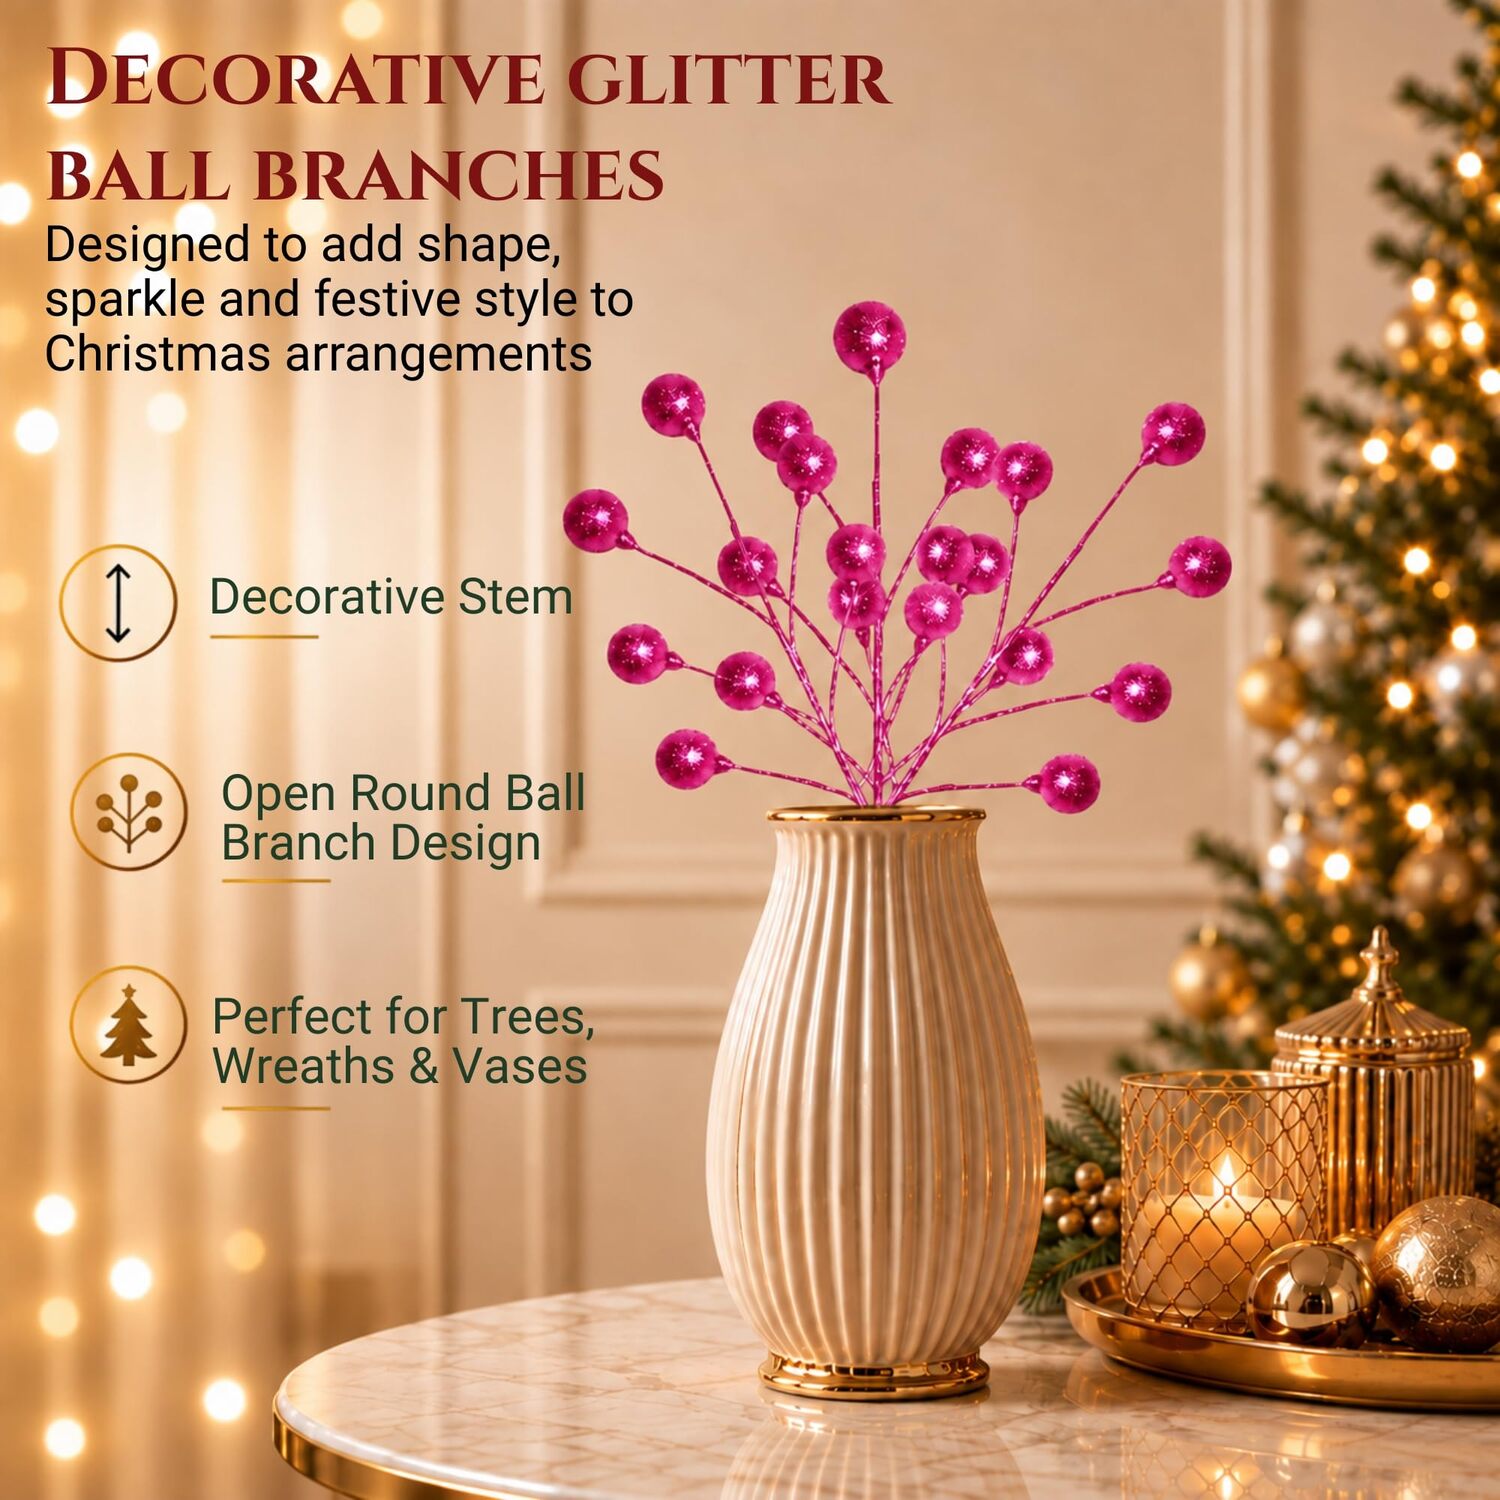 Decorative glitter
ball branches
Designed to add shape,
sparkle and festive style to
Christmas arrangements
Decorative Stem
Open Round Ball
Branch Design
Perfect for Trees,
Wreaths & Vases